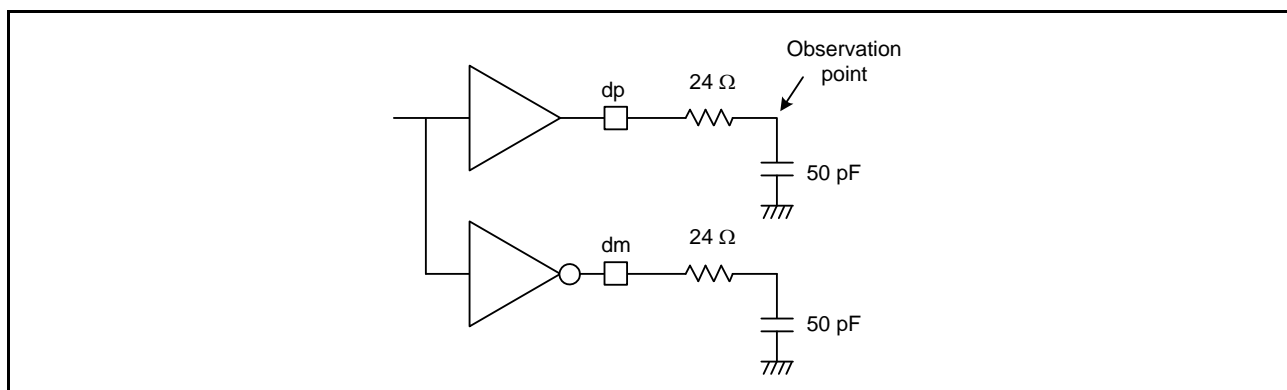 Observation
point
24 Ω
dp
50 pF
24 Ω
dm
50 pF